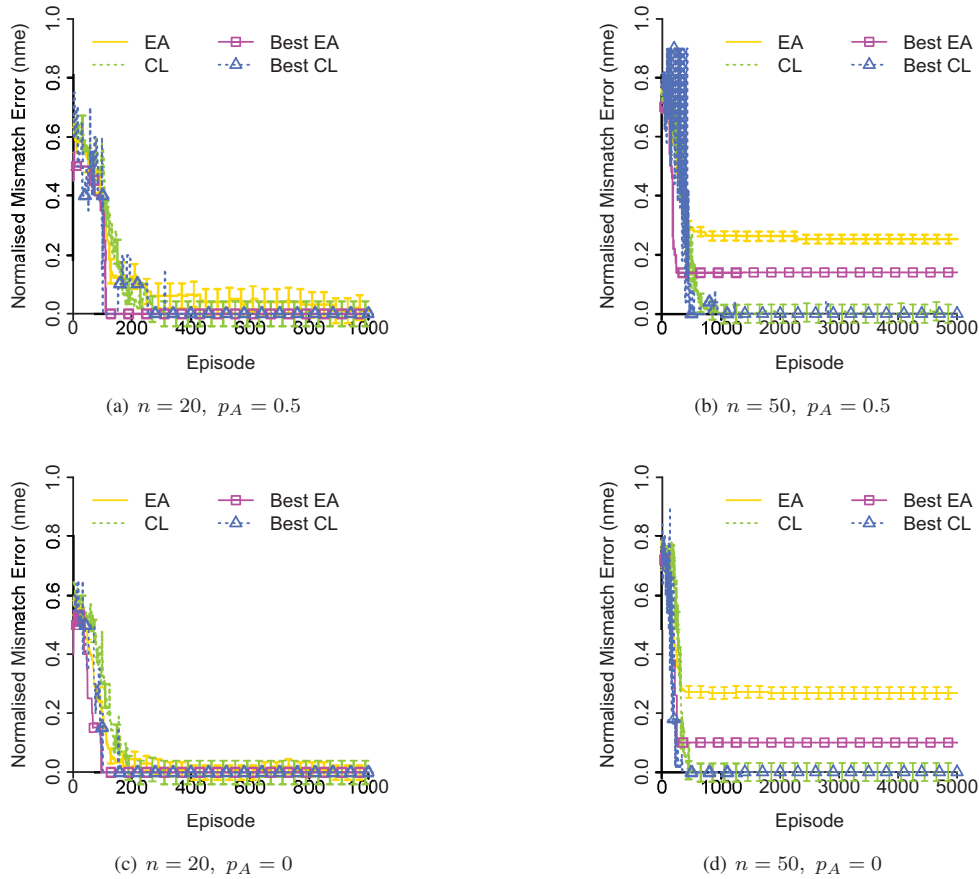 Normalised Mismatch Error (nme)
1.0
0.8
0.6
0.4
0.2
0.0
EA
CL
Best EA
Best CL
0
200
400
600
800
1000
Episode
(a) n = 20, p_A = 0.5
Normalised Mismatch Error (nme)
1.0
0.8
0.6
0.4
0.2
0.0
EA
CL
Best EA
Best CL
0
1000
2000
3000
4000
5000
Episode
(b) n = 50, p_A = 0.5
Normalised Mismatch Error (nme)
1.0
0.8
0.6
0.4
0.2
0.0
EA
CL
Best EA
Best CL
0
200
400
600
800
1000
Episode
(c) n = 20, p_A = 0
Normalised Mismatch Error (nme)
1.0
0.8
0.6
0.4
0.2
0.0
EA
CL
Best EA
Best CL
0
1000
2000
3000
4000
5000
Episode
(d) n = 50, p_A = 0